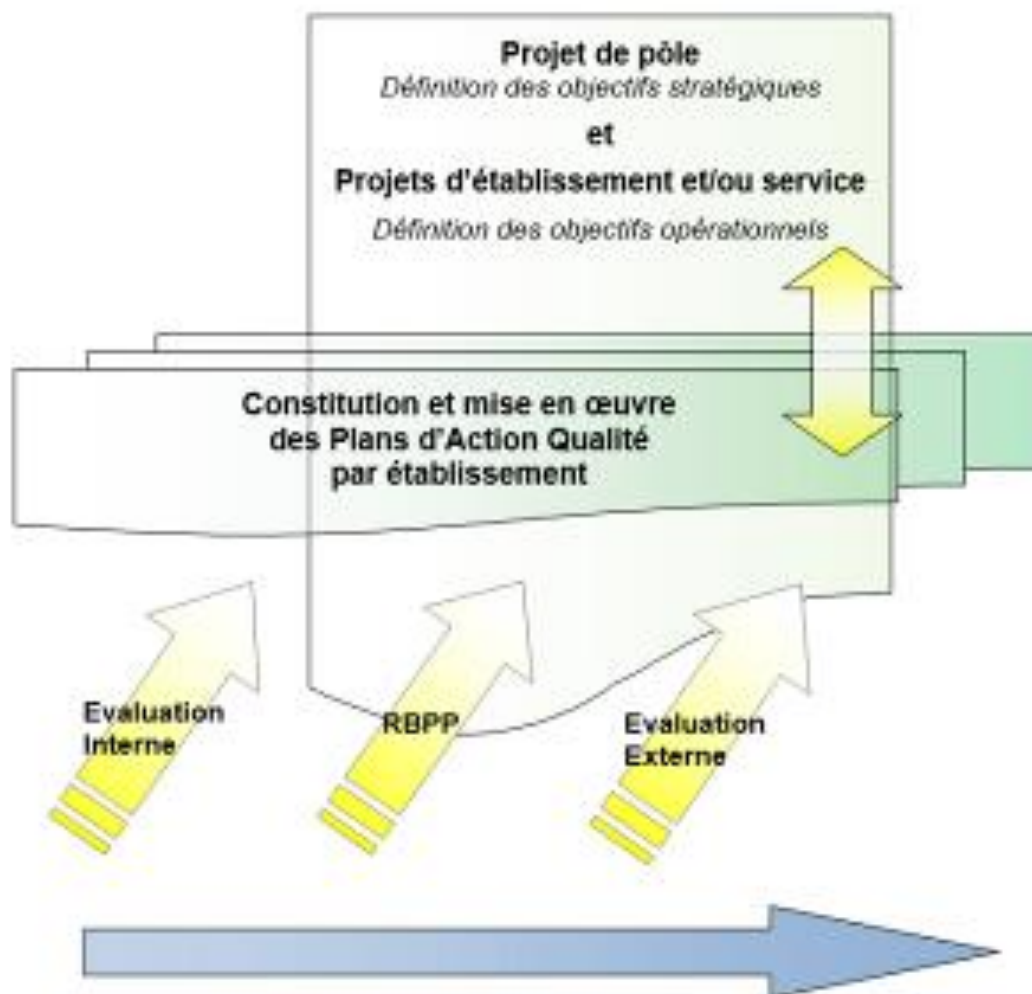 Projet de pôle
Définition des objectifs stratégiques
et
Projets d'établissement et/ou service
Définition des objectifs opérationnels
Constitution et mise en œuvre
des Plans d'Action Qualité
par établissement
Evaluation
Interne
RBPP
Evaluation
Externe